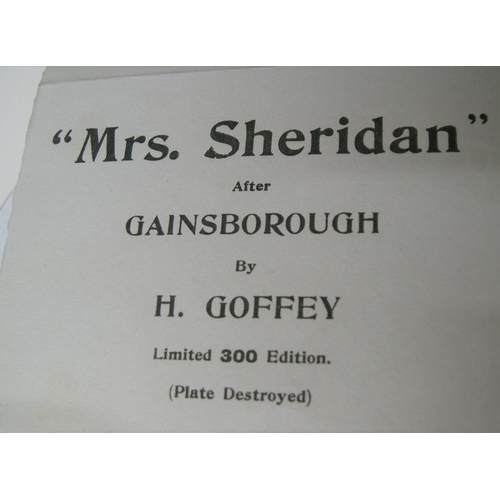 “Mrs. Sheridan”
After
GAINSBOROUGH
By
H. GOFFEY
Limited 300 Edition.
(Plate Destroyed)